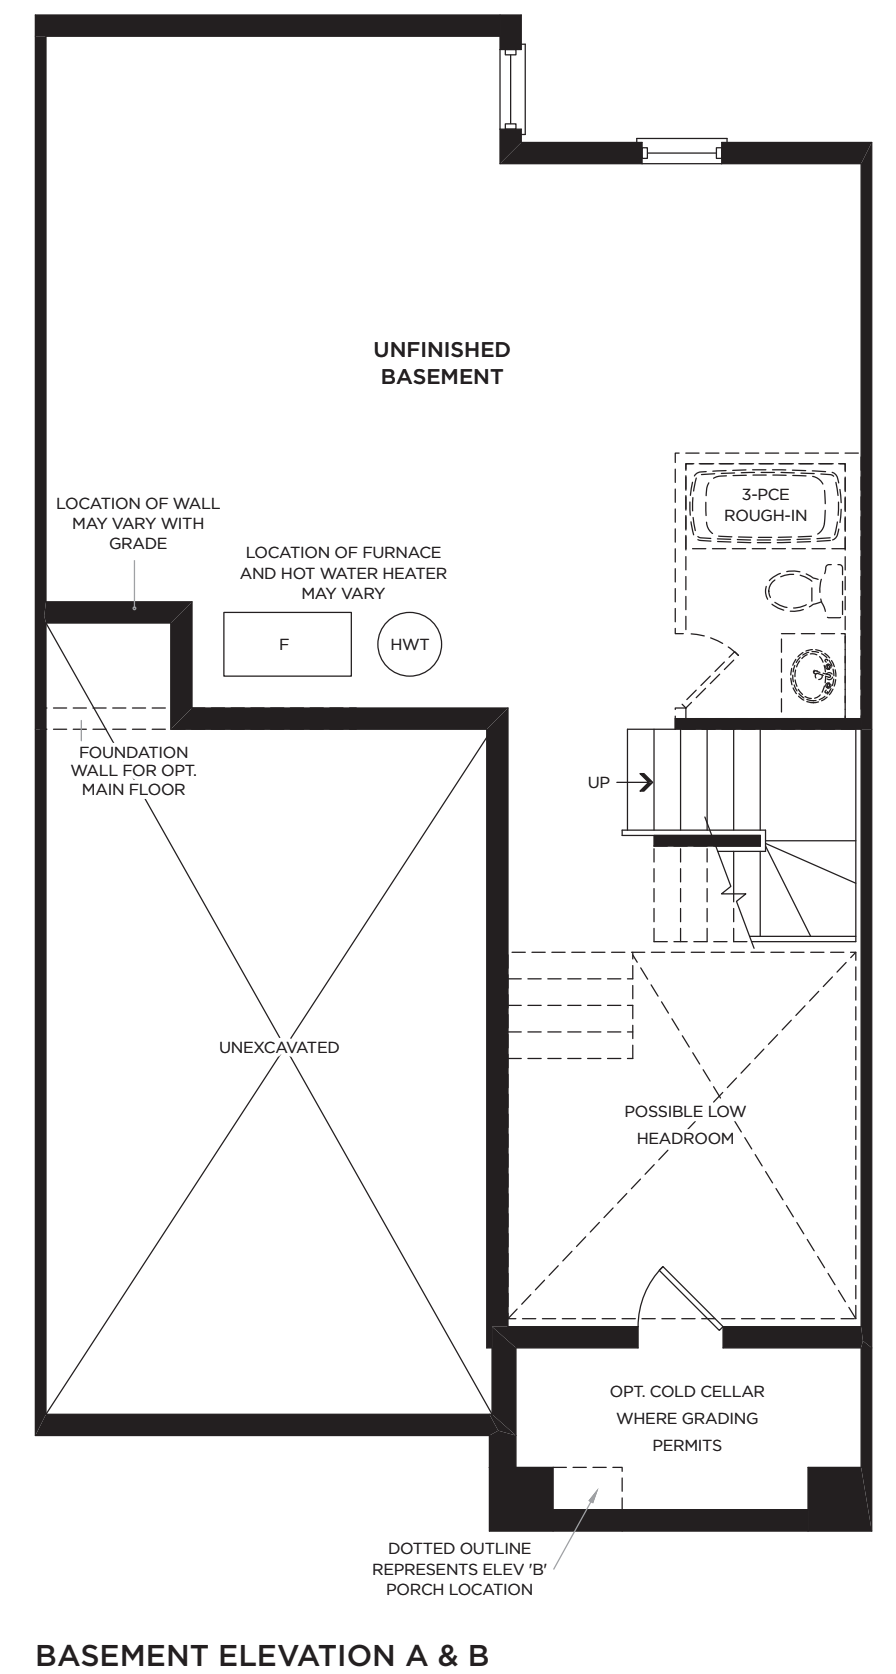 UNFINISHED
BASEMENT
3-PCE
ROUGH-IN
LOCATION OF WALL
MAY VARY WITH
GRADE
LOCATION OF FURNACE
AND HOT WATER HEATER
MAY VARY
F
HWT
FOUNDATION
WALL FOR OPT.
MAIN FLOOR
UP
UNEXCAVATED
POSSIBLE LOW
HEADROOM
OPT. COLD CELLAR
WHERE GRADING
PERMITS
DOTTED OUTLINE
REPRESENTS ELEV 'B'
PORCH LOCATION
BASEMENT ELEVATION A & B